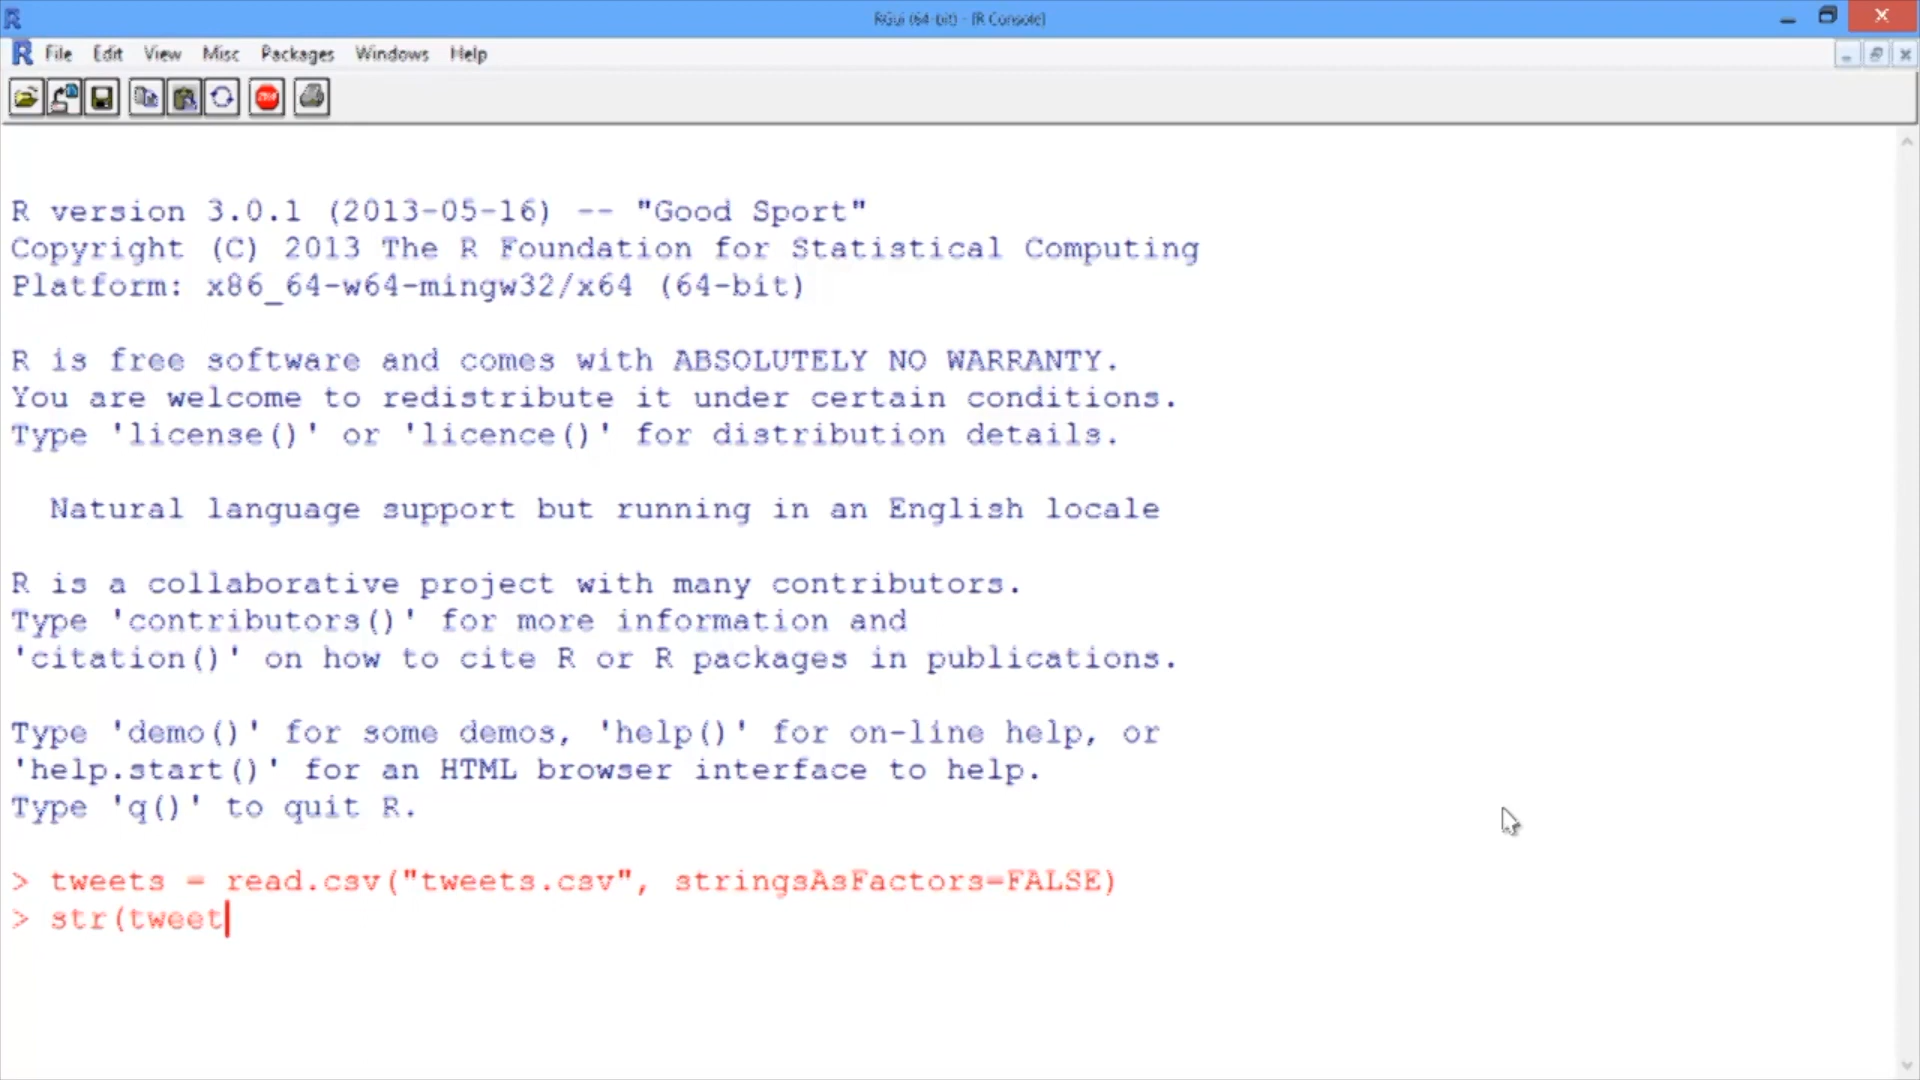 RGui (64-bit) - [R Console]
File Edit View Misc Packages Windows Help
STOP
R version 3.0.1 (2013-05-16) -- "Good Sport"
Copyright (C) 2013 The R Foundation for Statistical Computing
Platform: x86_64-w64-mingw32/x64 (64-bit)
R is free software and comes with ABSOLUTELY NO WARRANTY.
You are welcome to redistribute it under certain conditions.
Type 'license()' or 'licence()' for distribution details.
Natural language support but running in an English locale
R is a collaborative project with many contributors.
Type 'contributors()' for more information and
'citation()' on how to cite R or R packages in publications.
Type 'demo()' for some demos, 'help()' for on-line help, or
'help.start()' for an HTML browser interface to help.
Type 'q()' to quit R.
> tweets = read.csv("tweets.csv", stringsAsFactors=FALSE)
> str(tweet